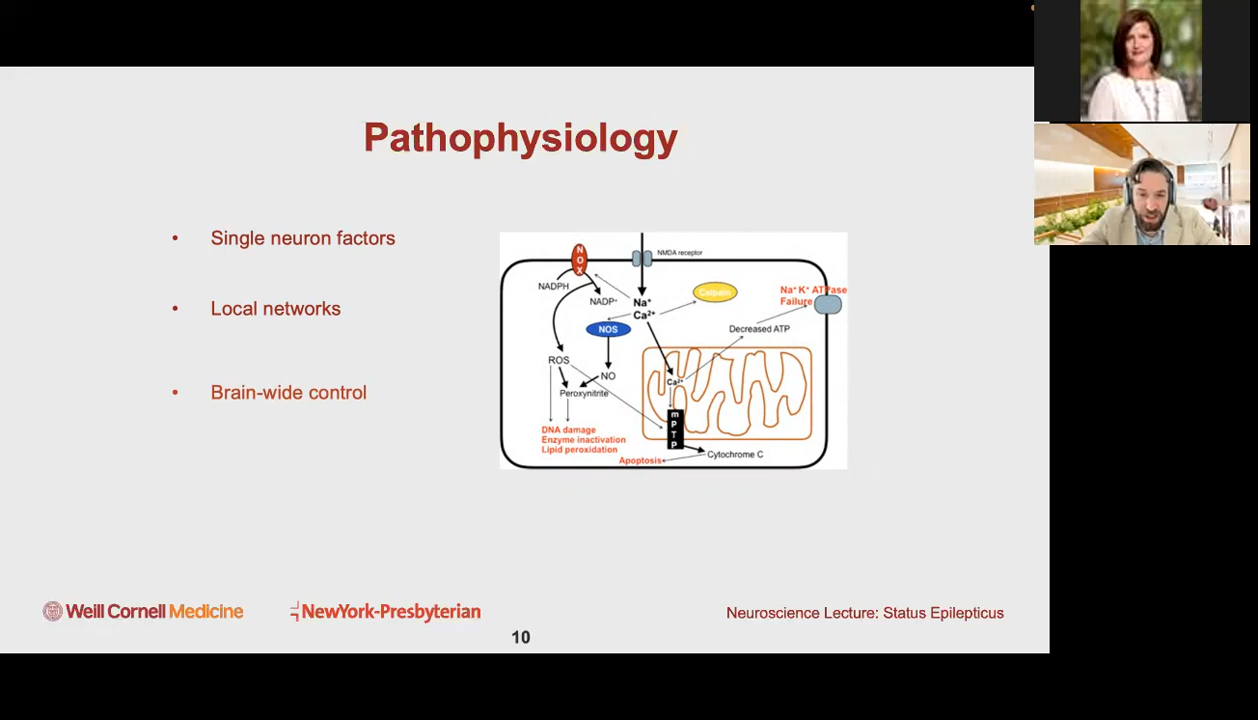 Pathophysiology
• Single neuron factors
• Local networks
• Brain-wide control
NOX
NMDA receptor
NADPH
NADP⁺
Na⁺
Ca²⁺
Calpain
Na⁺ K⁺ ATPase
Failure
NOS
Decreased ATP
ROS
NO
Peroxynitrite
Ca²⁺
mPTP
DNA damage
Enzyme inactivation
Lipid peroxidation
Cytochrome C
Apoptosis
Weill Cornell Medicine
NewYork-Presbyterian
Neuroscience Lecture: Status Epilepticus
10